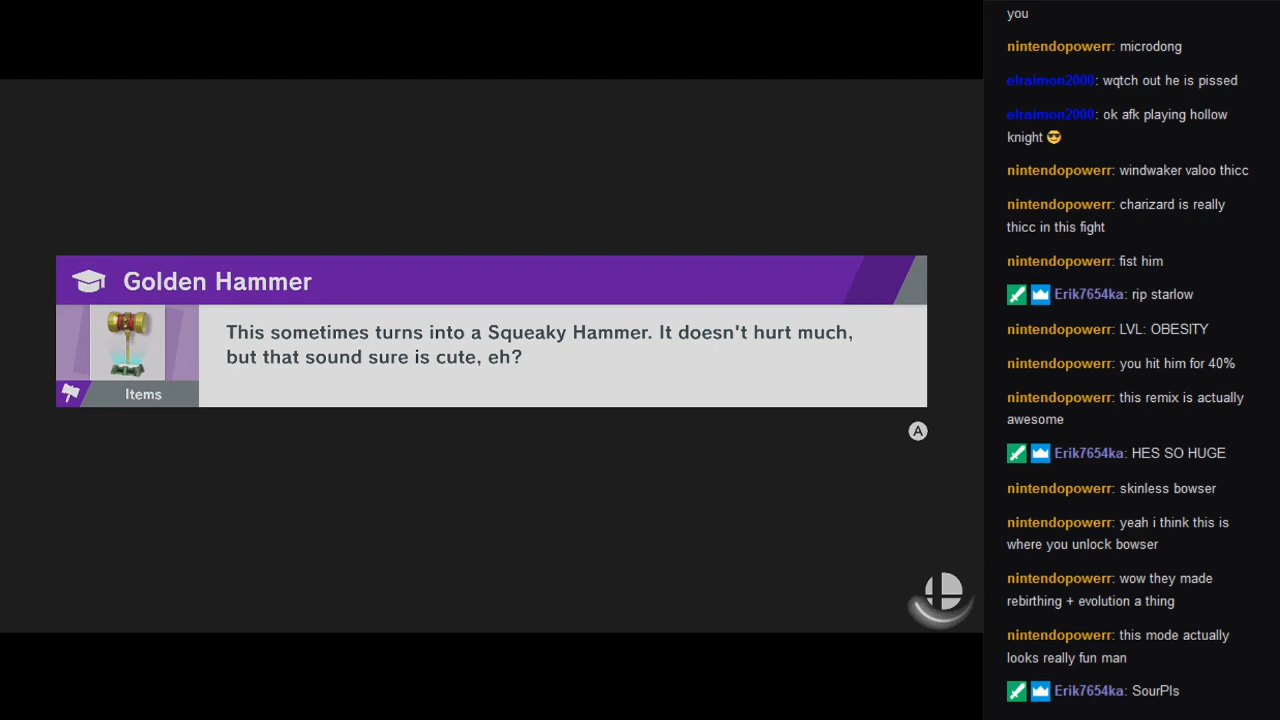 Golden Hammer
This sometimes turns into a Squeaky Hammer. It doesn't hurt much,
but that sound sure is cute, eh?
Items
A
you
nintendopowerr: microdong
elraimon2000: wqtch out he is pissed
elraimon2000: ok afk playing hollow
knight 😎
nintendopowerr: windwaker valoo thicc
nintendopowerr: charizard is really
thicc in this fight
nintendopowerr: fist him
Erik7654ka: rip starlow
nintendopowerr: LVL: OBESITY
nintendopowerr: you hit him for 40%
nintendopowerr: this remix is actually
awesome
Erik7654ka: HES SO HUGE
nintendopowerr: skinless bowser
nintendopowerr: yeah i think this is
where you unlock bowser
nintendopowerr: wow they made
rebirthing + evolution a thing
nintendopowerr: this mode actually
looks really fun man
Erik7654ka: SourPls